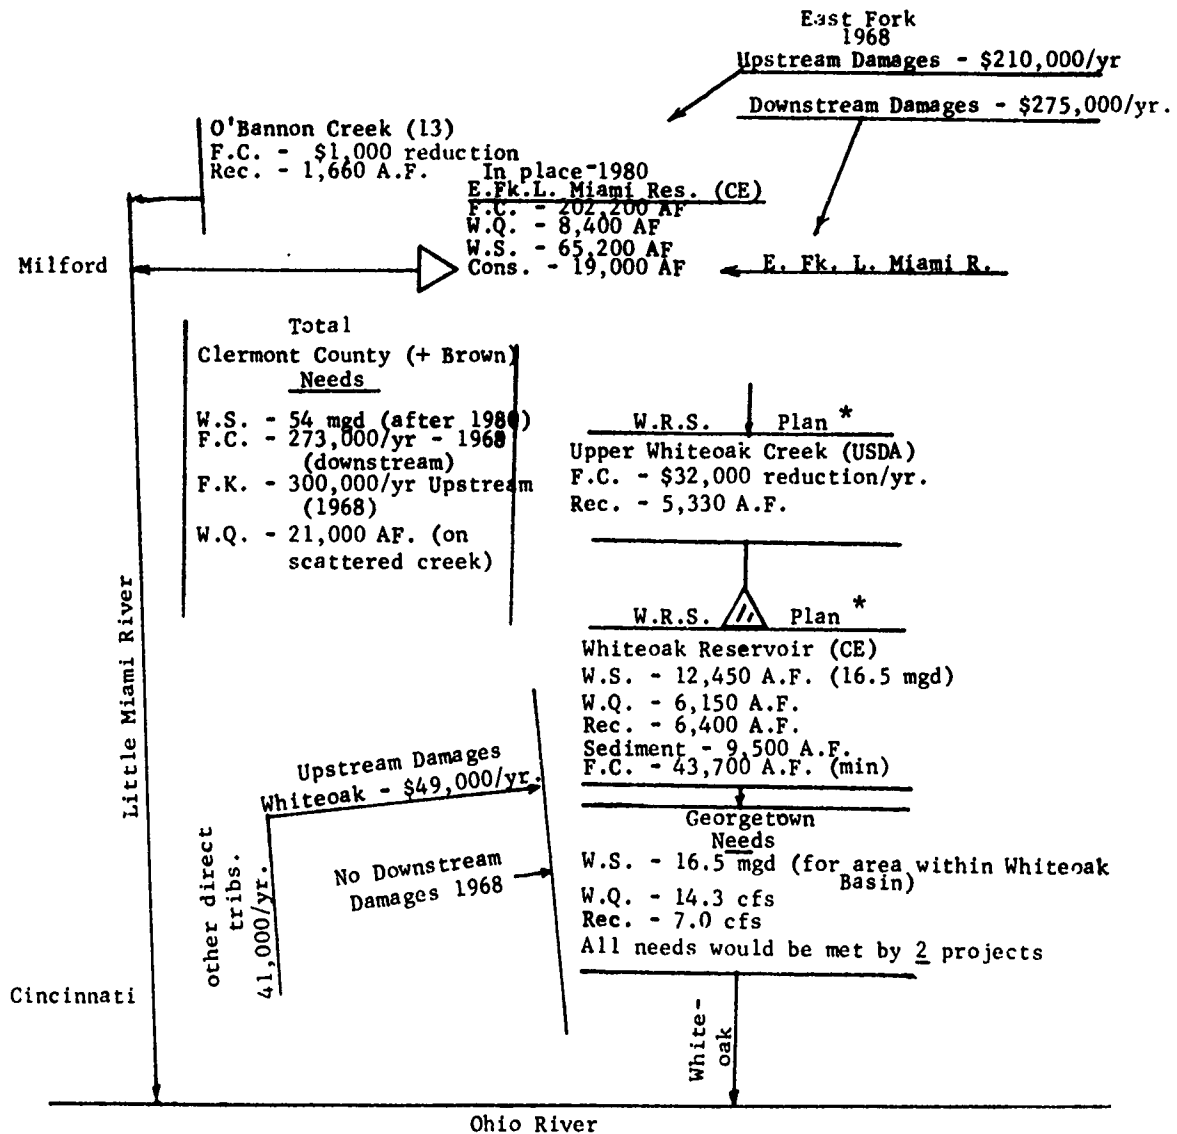 East Fork
1968
Upstream Damages - $210,000/yr
Downstream Damages - $275,000/yr.
O'Bannon Creek (13)
F.C. - $1,000 reduction
Rec. - 1,660 A.F.
In place-1980
E.Fk.L. Miami Res. (CE)
F.C. - 202,200 AF
W.Q. - 8,400 AF
W.S. - 65,200 AF
Cons. - 19,000 AF
E. Fk. L. Miami R.
Milford
Total
Clermont County (+ Brown)
Needs
W.S. - 54 mgd (after 1980)
F.C. - 273,000/yr - 1968
(downstream)
F.K. - 300,000/yr Upstream
(1968)
W.Q. - 21,000 AF. (on
scattered creek)
W.R.S. Plan *
Upper Whiteoak Creek (USDA)
F.C. - $32,000 reduction/yr.
Rec. - 5,330 A.F.
W.R.S. Plan *
Whiteoak Reservoir (CE)
W.S. - 12,450 A.F. (16.5 mgd)
W.Q. - 6,150 A.F.
Rec. - 6,400 A.F.
Sediment - 9,500 A.F.
F.C. - 43,700 A.F. (min)
Little Miami River
Upstream Damages
Whiteoak - $49,000/yr.
other direct
tribs.
41,000/yr.
No Downstream
Damages 1968
Georgetown
Needs
W.S. - 16.5 mgd (for area within Whiteoak
Basin)
W.Q. - 14.3 cfs
Rec. - 7.0 cfs
All needs would be met by 2 projects
Cincinnati
White-
oak
Ohio River